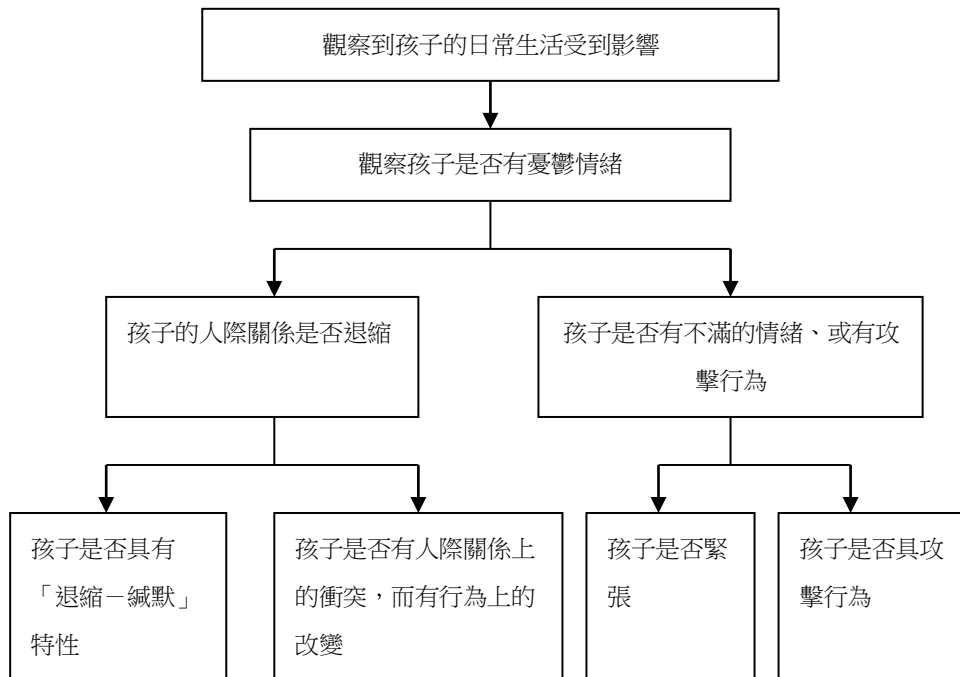 觀察到孩子的日常生活受到影響
觀察孩子是否有憂鬱情緒
孩子的人際關係是否退縮
孩子是否有不滿的情緒、或有攻
擊行為
孩子是否具有
「退縮－緘默」
特性
孩子是否有人際關係上
的衝突，而有行為上的
改變
孩子是否緊
張
孩子是否具攻
擊行為